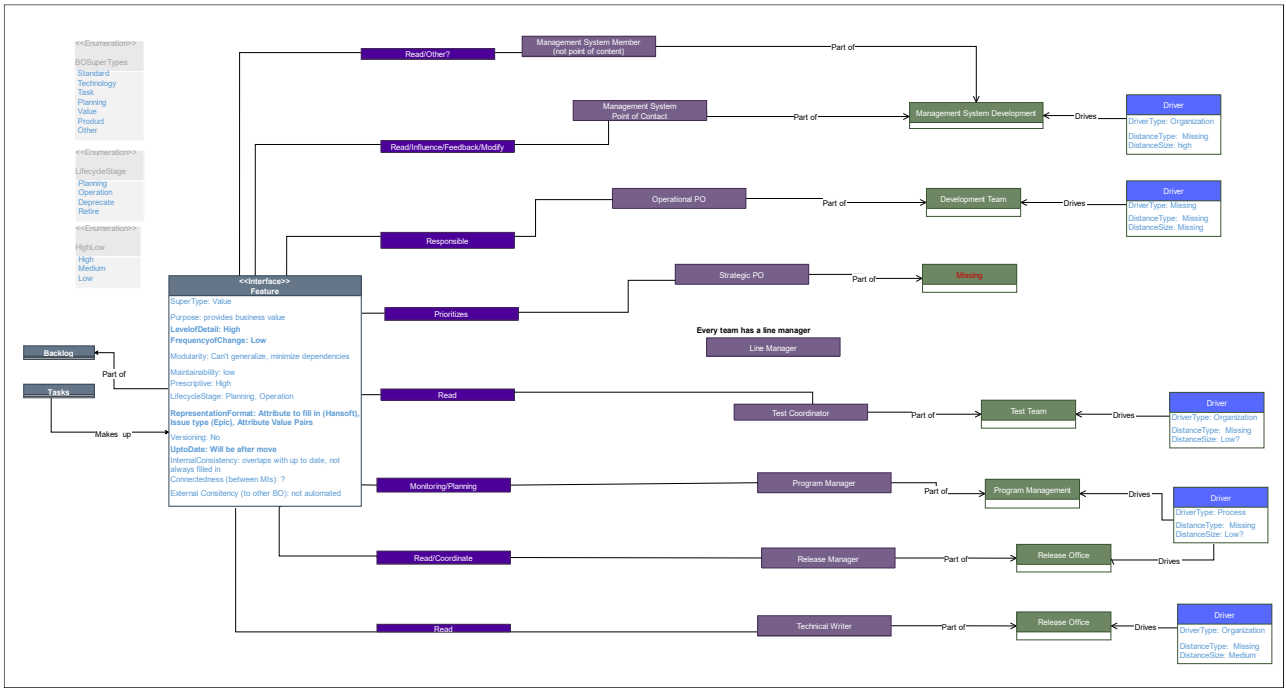 <<Enumeration>>
BOSuperTypes
Standard
Technology
Task
Planning
Value
Product
Other
<<Enumeration>>
LifecycleStage
Planning
Operation
Deprecate
Retire
<<Enumeration>>
HighLow
High
Medium
Low
Read/Other?
Management System Member
(not point of content)
Part of
Read/Influence/Feedback/Modify
Management System
Point of Contact
Part of
Management System Development
Drives
Driver
DriverType: Organization
DistanceType: Missing
DistanceSize: high
Responsible
Operational PO
Part of
Development Team
Drives
Driver
DriverType: Missing
DistanceType: Missing
DistanceSize: Missing
Prioritizes
Strategic PO
Part of
Missing
Every team has a line manager
Line Manager
Backlog
Part of
Tasks
Makes up
<<Interface>>
Feature
SuperType: Value
Purpose: provides business value
LevelofDetail: High
FrequencyofChange: Low
Modularity: Can't generalize, minimize dependencies
Maintainability: low
Prescriptive: High
LifecycleStage: Planning, Operation
RepresentationFormat: Attribute to fill in (Hansoft),
Issue type (Epic), Attribute Value Pairs
Versioning: No
UptoDate: Will be after move
InternalConsistency: overlaps with up to date, not
always filled in
Connectedness (between MIs): ?
External Consitency (to other BO): not automated
Read
Test Coordinator
Part of
Test Team
Drives
Driver
DriverType: Organization
DistanceType: Missing
DistanceSize: Low?
Monitoring/Planning
Program Manager
Part of
Program Management
Drives
Driver
DriverType: Process
DistanceType: Missing
DistanceSize: Low?
Read/Coordinate
Release Manager
Part of
Release Office
Drives
Read
Technical Writer
Part of
Release Office
Drives
Driver
DriverType: Organization
DistanceType: Missing
DistanceSize: Medium